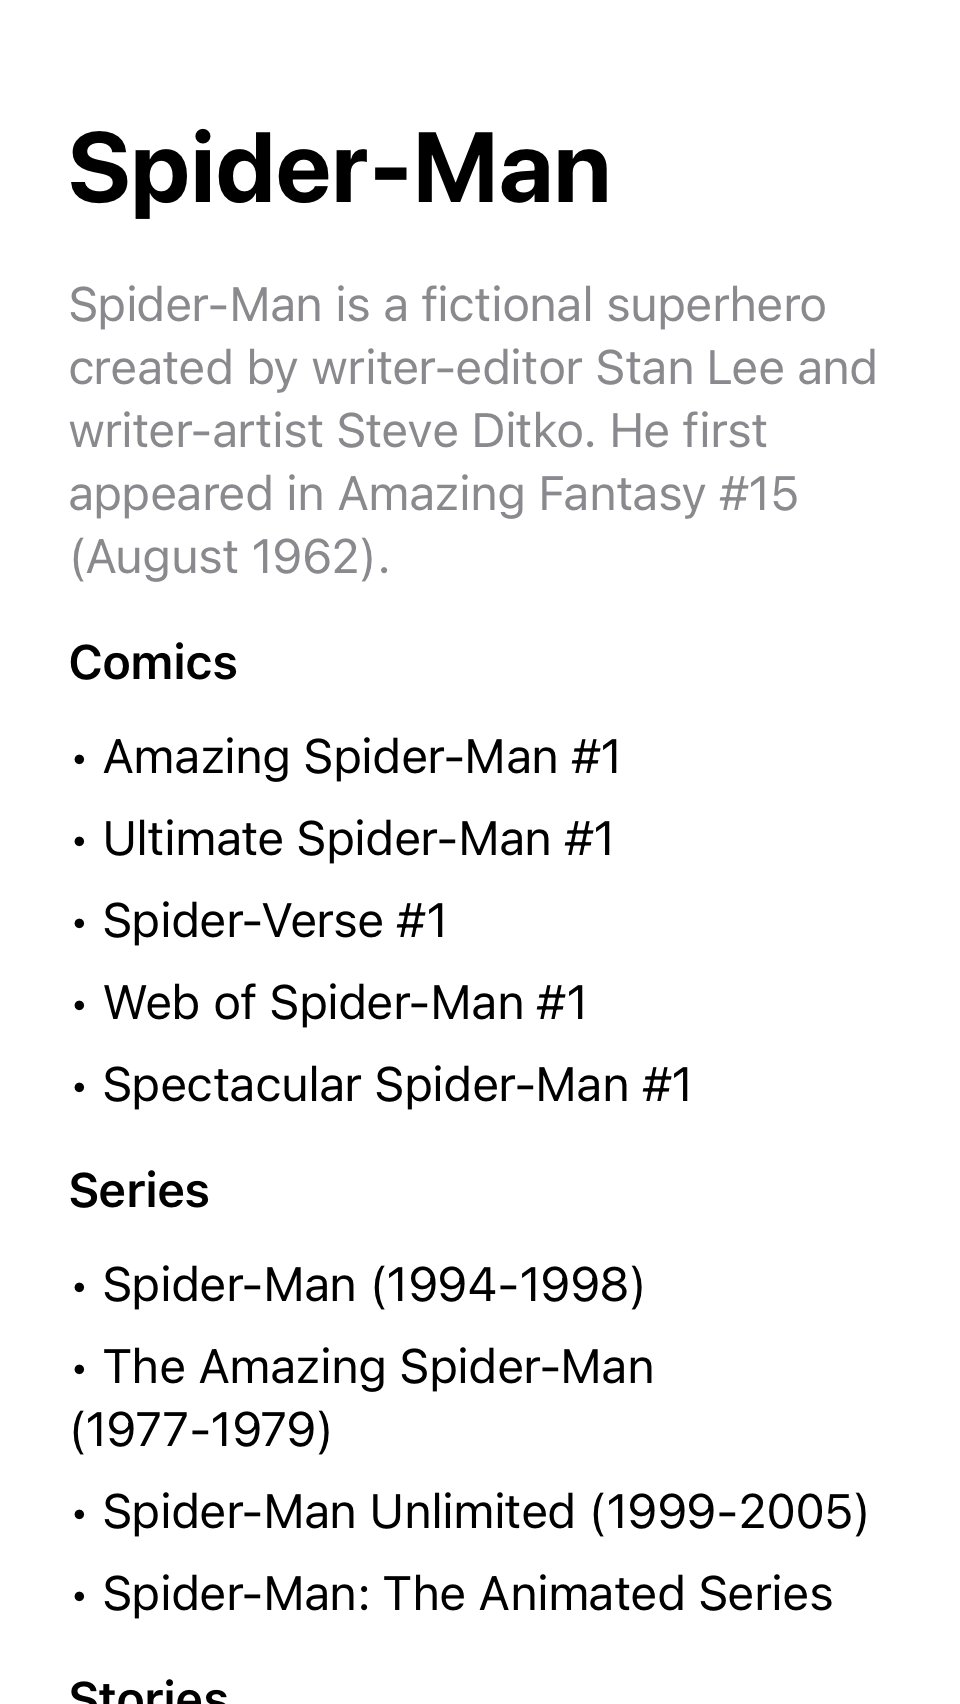 Spider-Man
Spider-Man is a fictional superhero
created by writer-editor Stan Lee and
writer-artist Steve Ditko. He first
appeared in Amazing Fantasy #15
(August 1962).
Comics
• Amazing Spider-Man #1
• Ultimate Spider-Man #1
• Spider-Verse #1
• Web of Spider-Man #1
• Spectacular Spider-Man #1
Series
• Spider-Man (1994-1998)
• The Amazing Spider-Man
(1977-1979)
• Spider-Man Unlimited (1999-2005)
• Spider-Man: The Animated Series
Stories